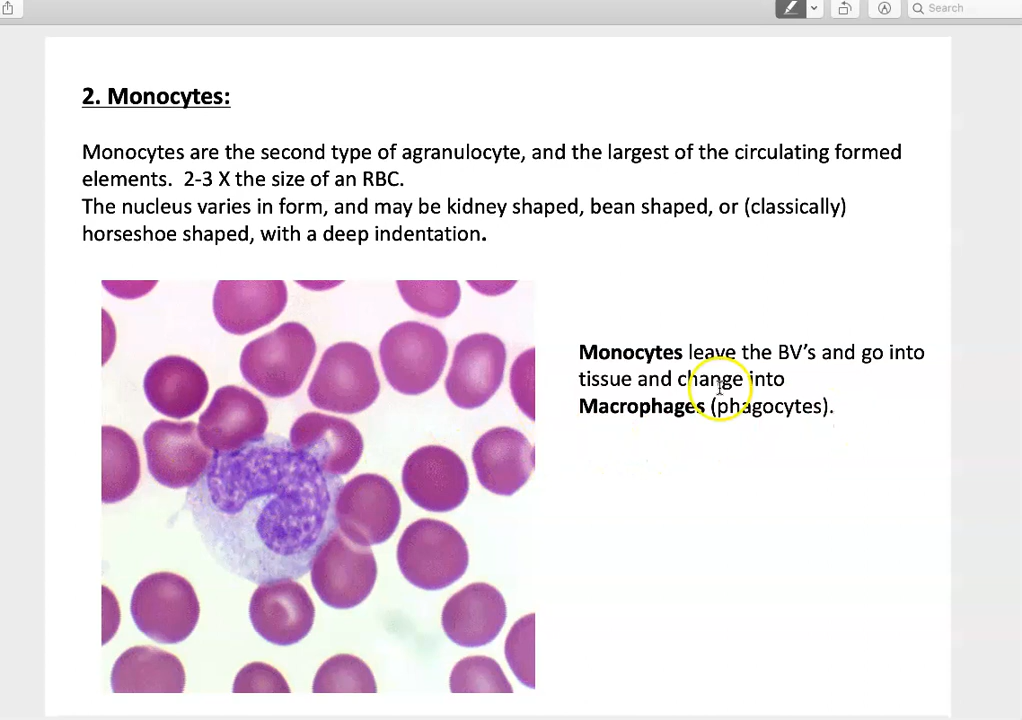 Search
2. Monocytes:
Monocytes are the second type of agranulocyte, and the largest of the circulating formed
elements.  2-3 X the size of an RBC.
The nucleus varies in form, and may be kidney shaped, bean shaped, or (classically)
horseshoe shaped, with a deep indentation.
Monocytes leave the BV’s and go into
tissue and change into
Macrophages (phagocytes).